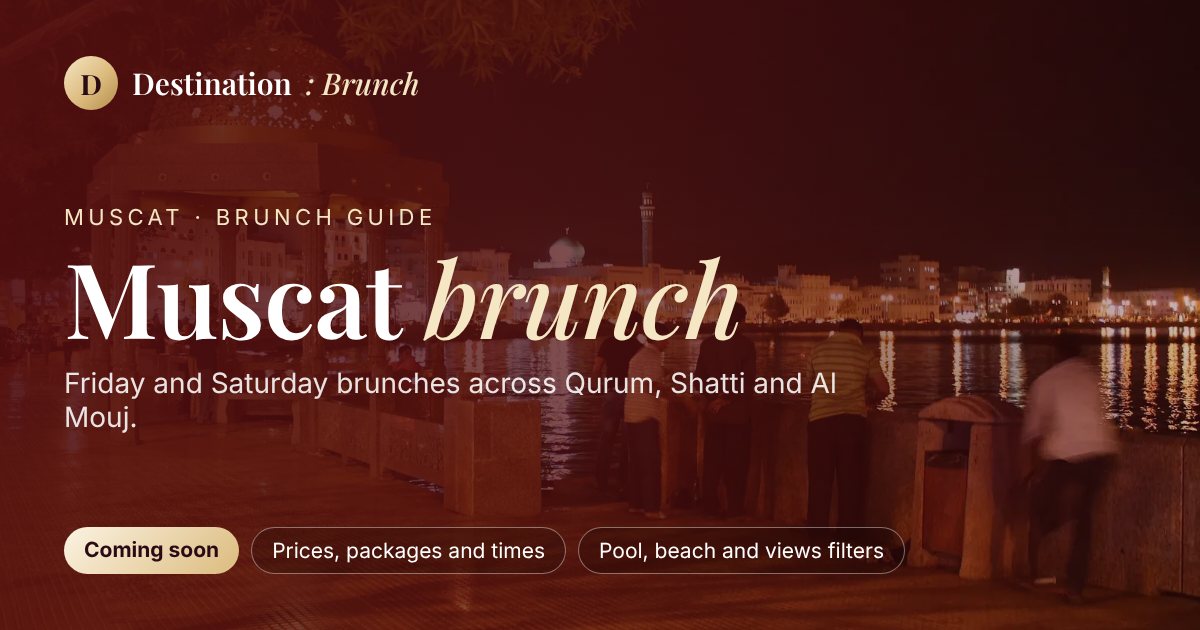 D Destination : Brunch
MUSCAT · BRUNCH GUIDE
Muscat brunch
Friday and Saturday brunches across Qurum, Shatti and Al
Mouj.
Coming soon Prices, packages and times Pool, beach and views filters